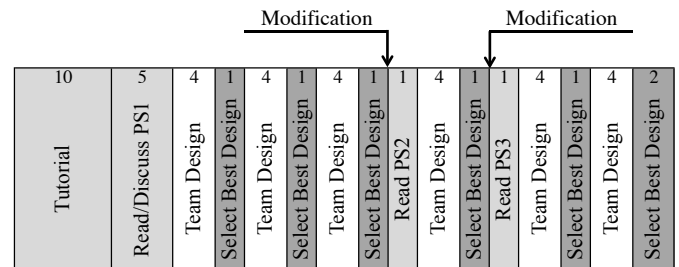 Modification Modification
10 5 4 1 4 1 4 1 1 4 1 1 4 1 4 2
Tutorial
Read/Discuss PS1
Team Design
Select Best Design
Team Design
Select Best Design
Team Design
Select Best Design
Read PS2
Team Design
Select Best Design
Read PS3
Team Design
Select Best Design
Team Design
Select Best Design